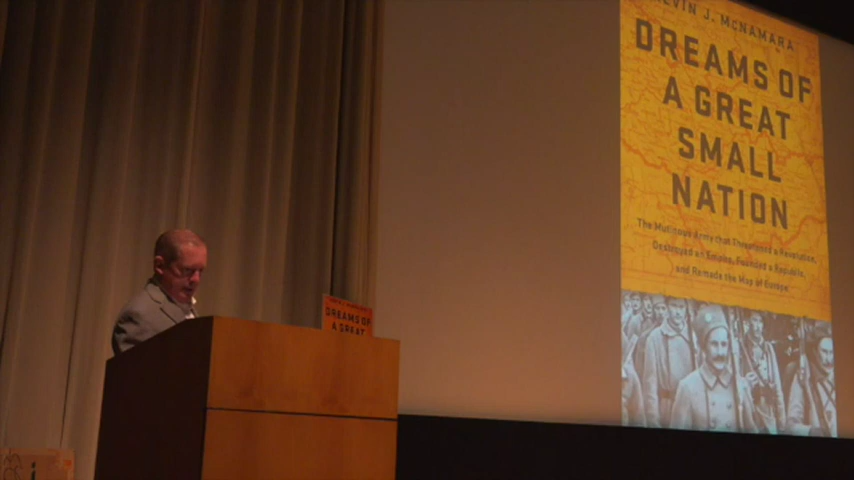 KEVIN J. MCNAMARA
DREAMS OF
A GREAT
SMALL
NATION
The Mutinous Army that Threatened a Revolution,
Destroyed an Empire, Founded a Republic,
and Remade the Map of Europe
DREAMS OF
A GREAT